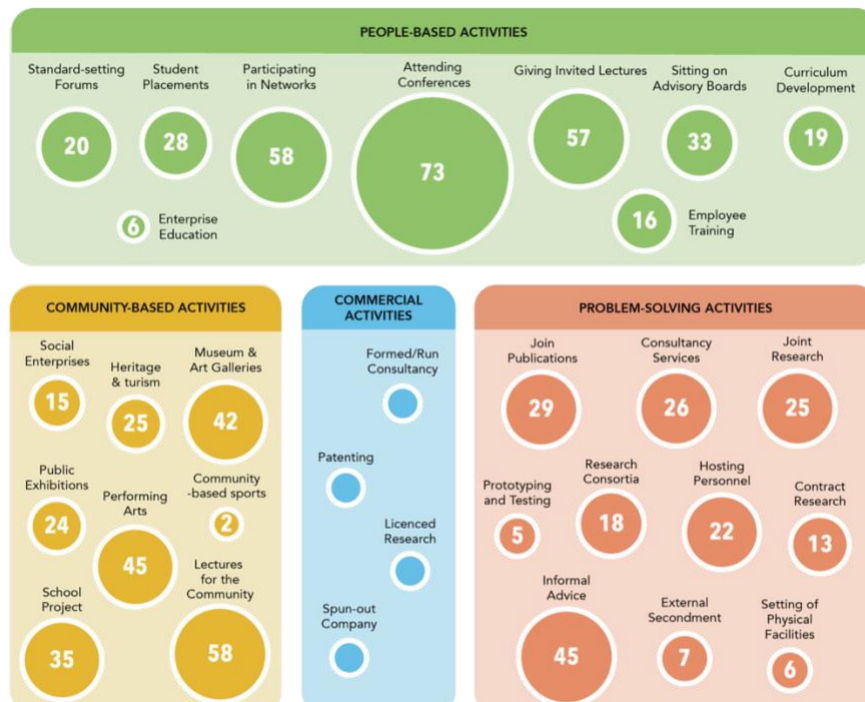 PEOPLE-BASED ACTIVITIES
Standard-setting
Forums
20
Student
Placements
28
Participating
in Networks
58
Attending
Conferences
73
Giving Invited Lectures
57
Sitting on
Advisory Boards
33
Curriculum
Development
19
6
Enterprise
Education
16
Employee
Training
COMMUNITY-BASED ACTIVITIES
Social
Enterprises
15
Heritage
& turism
25
Museum &
Art Galleries
42
Public
Exhibitions
24
Performing
Arts
45
Community
-based sports
2
School
Project
35
Lectures
for the
Community
58
COMMERCIAL
ACTIVITIES
Formed/Run
Consultancy
Patenting
Licenced
Research
Spun-out
Company
PROBLEM-SOLVING ACTIVITIES
Join
Publications
29
Consultancy
Services
26
Joint
Research
25
Prototyping
and Testing
5
Research
Consortia
18
Hosting
Personnel
22
Contract
Research
13
Informal
Advice
45
External
Secondment
7
Setting of
Physical
Facilities
6